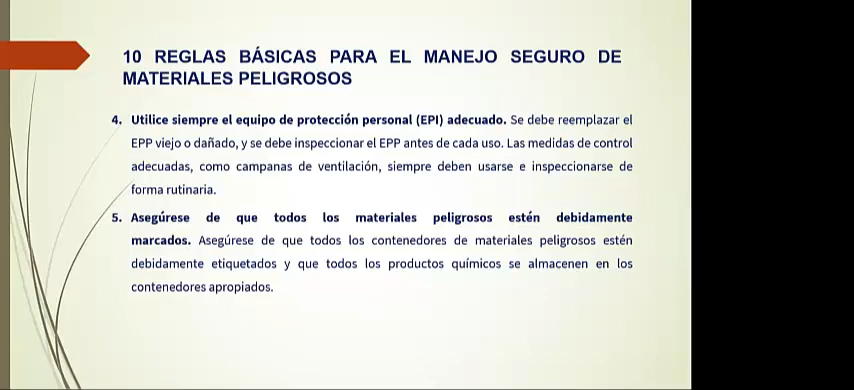 10 REGLAS BÁSICAS PARA EL MANEJO SEGURO DE
MATERIALES PELIGROSOS
4. Utilice siempre el equipo de protección personal (EPI) adecuado. Se debe reemplazar el
EPP viejo o dañado, y se debe inspeccionar el EPP antes de cada uso. Las medidas de control
adecuadas, como campanas de ventilación, siempre deben usarse e inspeccionarse de
forma rutinaria.
5. Asegúrese de que todos los materiales peligrosos estén debidamente
marcados. Asegúrese de que todos los contenedores de materiales peligrosos estén
debidamente etiquetados y que todos los productos químicos se almacenen en los
contenedores apropiados.